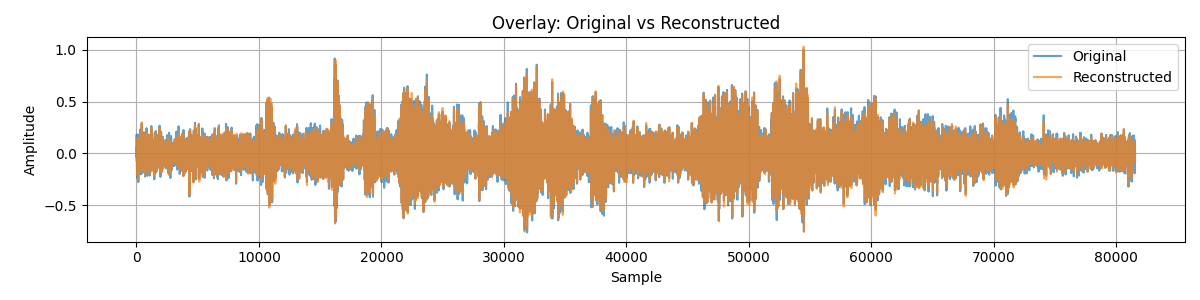 Overlay: Original vs Reconstructed
Amplitude
1.0
0.5
0.0
−0.5
Original
Reconstructed
0 10000 20000 30000 40000 50000 60000 70000 80000
Sample